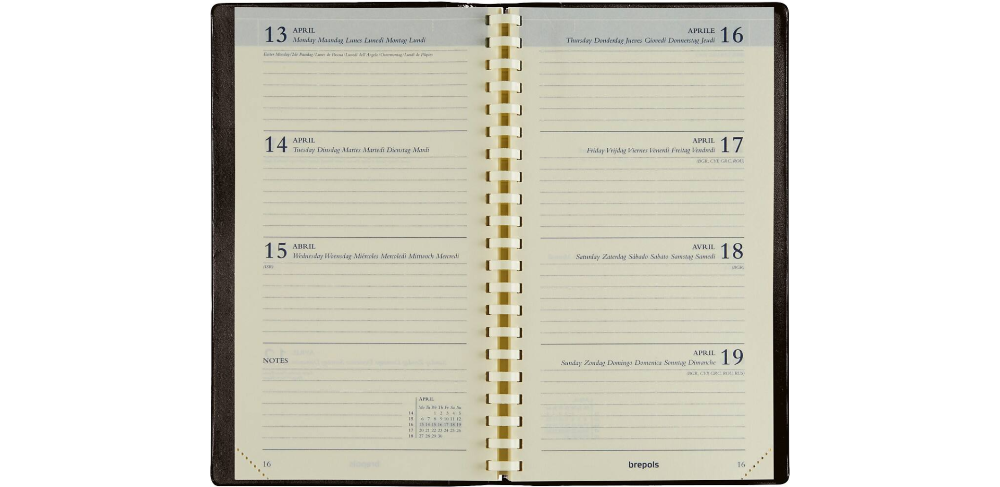 13 APRIL
Monday Maandag Lunes Lunedì Montag Lundi
Easter Monday/2de Paasdag/Lunes de Pascua/Lunedì dell'Angelo/Ostermontag/Lundi de Pâques
14 APRIL
Tuesday Dinsdag Martes Martedì Dienstag Mardi
15 ABRIL
Wednesday Woensdag Miércoles Mercoledì Mittwoch Mercredi
(ISR)
NOTES
APRIL
Mo Tu We Th Fr Sa Su
14 1 2 3 4 5
15 6 7 8 9 10 11 12
16 13 14 15 16 17 18 19
17 20 21 22 23 24 25 26
18 27 28 29 30
16
APRILE 16
Thursday Donderdag Jueves Giovedì Donnerstag Jeudi
APRIL 17
Friday Vrijdag Viernes Venerdì Freitag Vendredi
(BGR, CYP, GRC, ROU)
AVRIL 18
Saturday Zaterdag Sábado Sabato Samstag Samedi
(BGR)
APRIL 19
Sunday Zondag Domingo Domenica Sonntag Dimanche
(BGR, CYP, GRC, ROU, RUS)
brepols 16